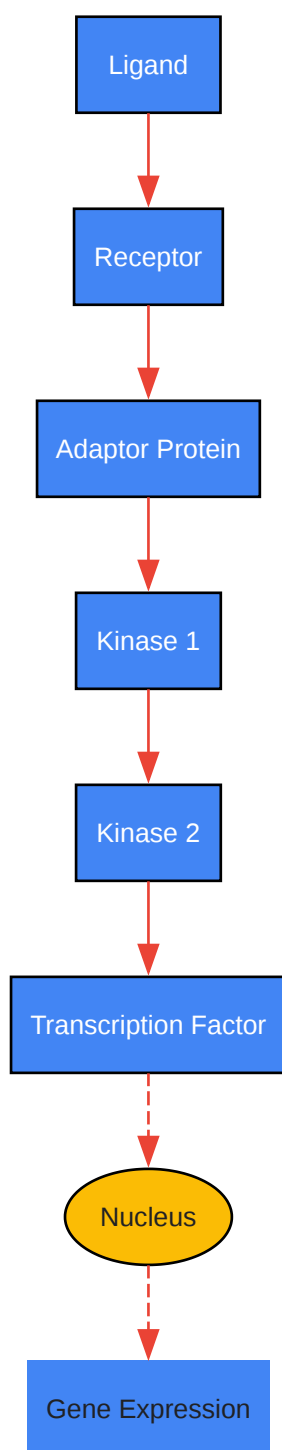 Ligand
Receptor
Adaptor Protein
Kinase 1
Kinase 2
Transcription Factor
Nucleus
Gene Expression